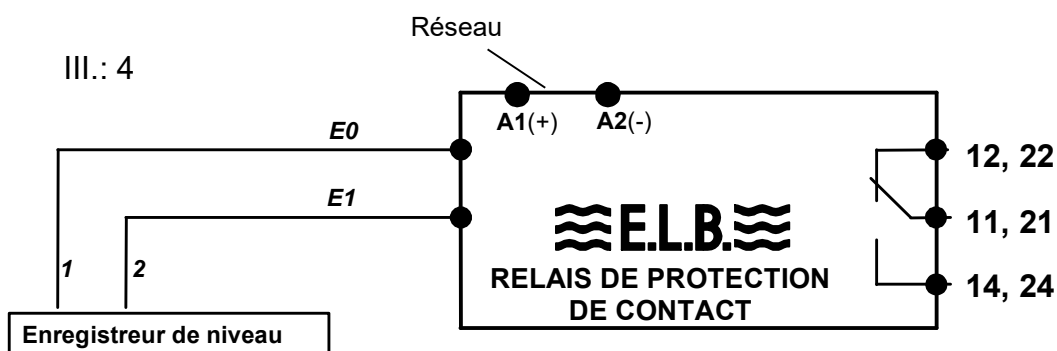 Réseau
III.: 4
A1(+) A2(-)
E0
12, 22
E1
E.L.B.
11, 21
RELAIS DE PROTECTION
DE CONTACT
1 2
14, 24
Enregistreur de niveau